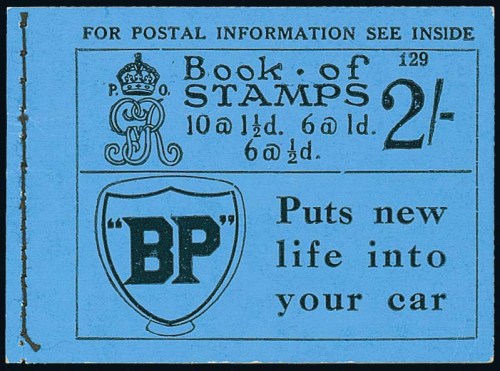 FOR POSTAL INFORMATION SEE INSIDE
129
Book · of
STAMPS
2/-
P. O.
GR
10 @ 1½d. 6 @ 1d.
6 @ ½d.
"BP"
Puts new
life into
your car